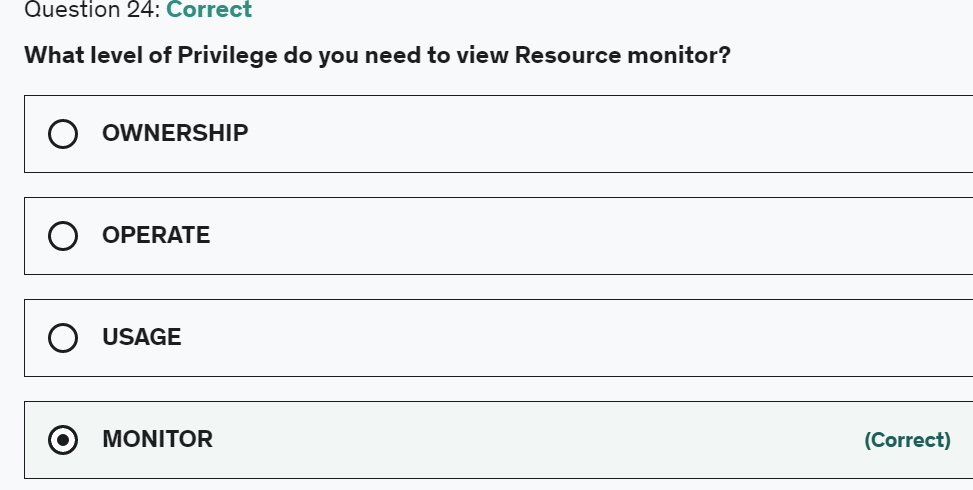 Question 24: Correct
What level of Privilege do you need to view Resource monitor?
OWNERSHIP
OPERATE
USAGE
MONITOR (Correct)